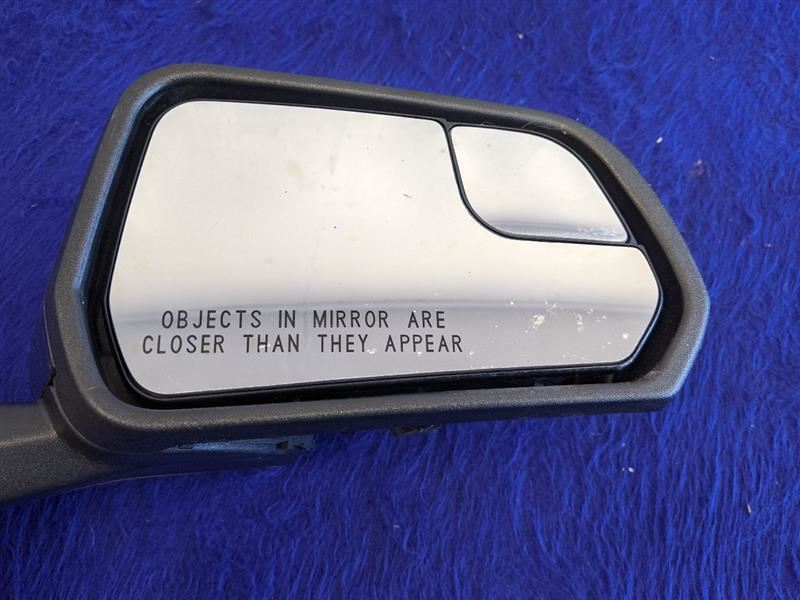 OBJECTS IN MIRROR ARE
CLOSER THAN THEY APPEAR